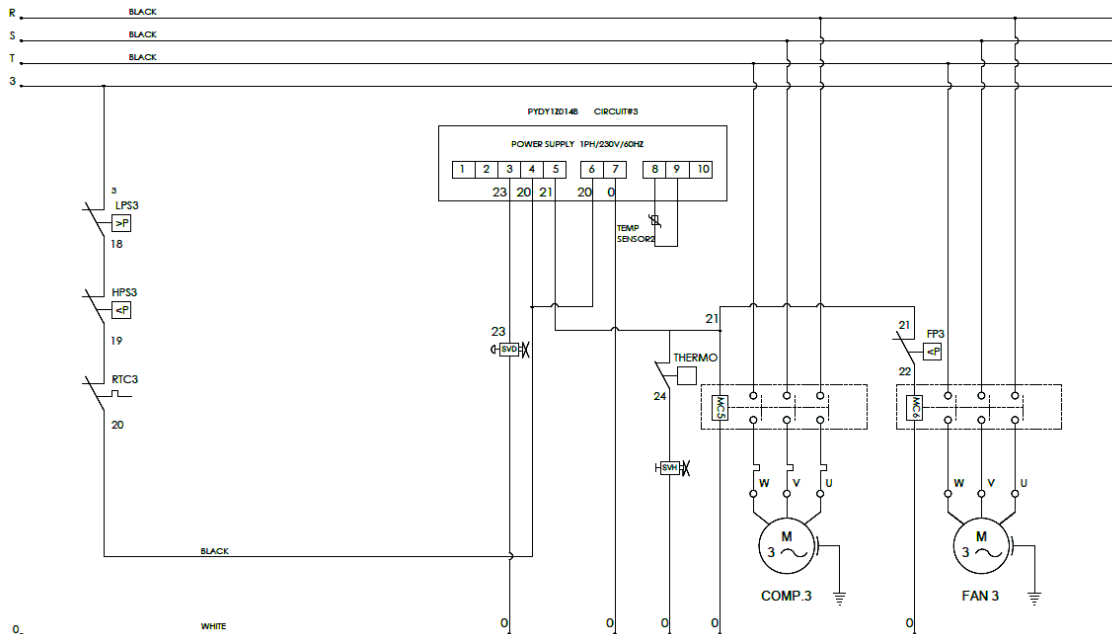 R BLACK
S BLACK
T BLACK
3
PYDY1Z014B CIRCUIT#3
POWER SUPPLY 1PH/230V/60HZ
1 2 3 4 5 6 7 8 9 10
23 20 21 20 0
3
LPS3
>P
18
TEMP
SENSOR2
HPS3
<P
19
21
21
FP3
<P
22
23
SVD
THERMO
24
RTC3
20
MC5
MC6
SVH
W V U
W V U
M
3
M
3
BLACK
COMP.3
FAN 3
0 WHITE 0 0 0 0 0